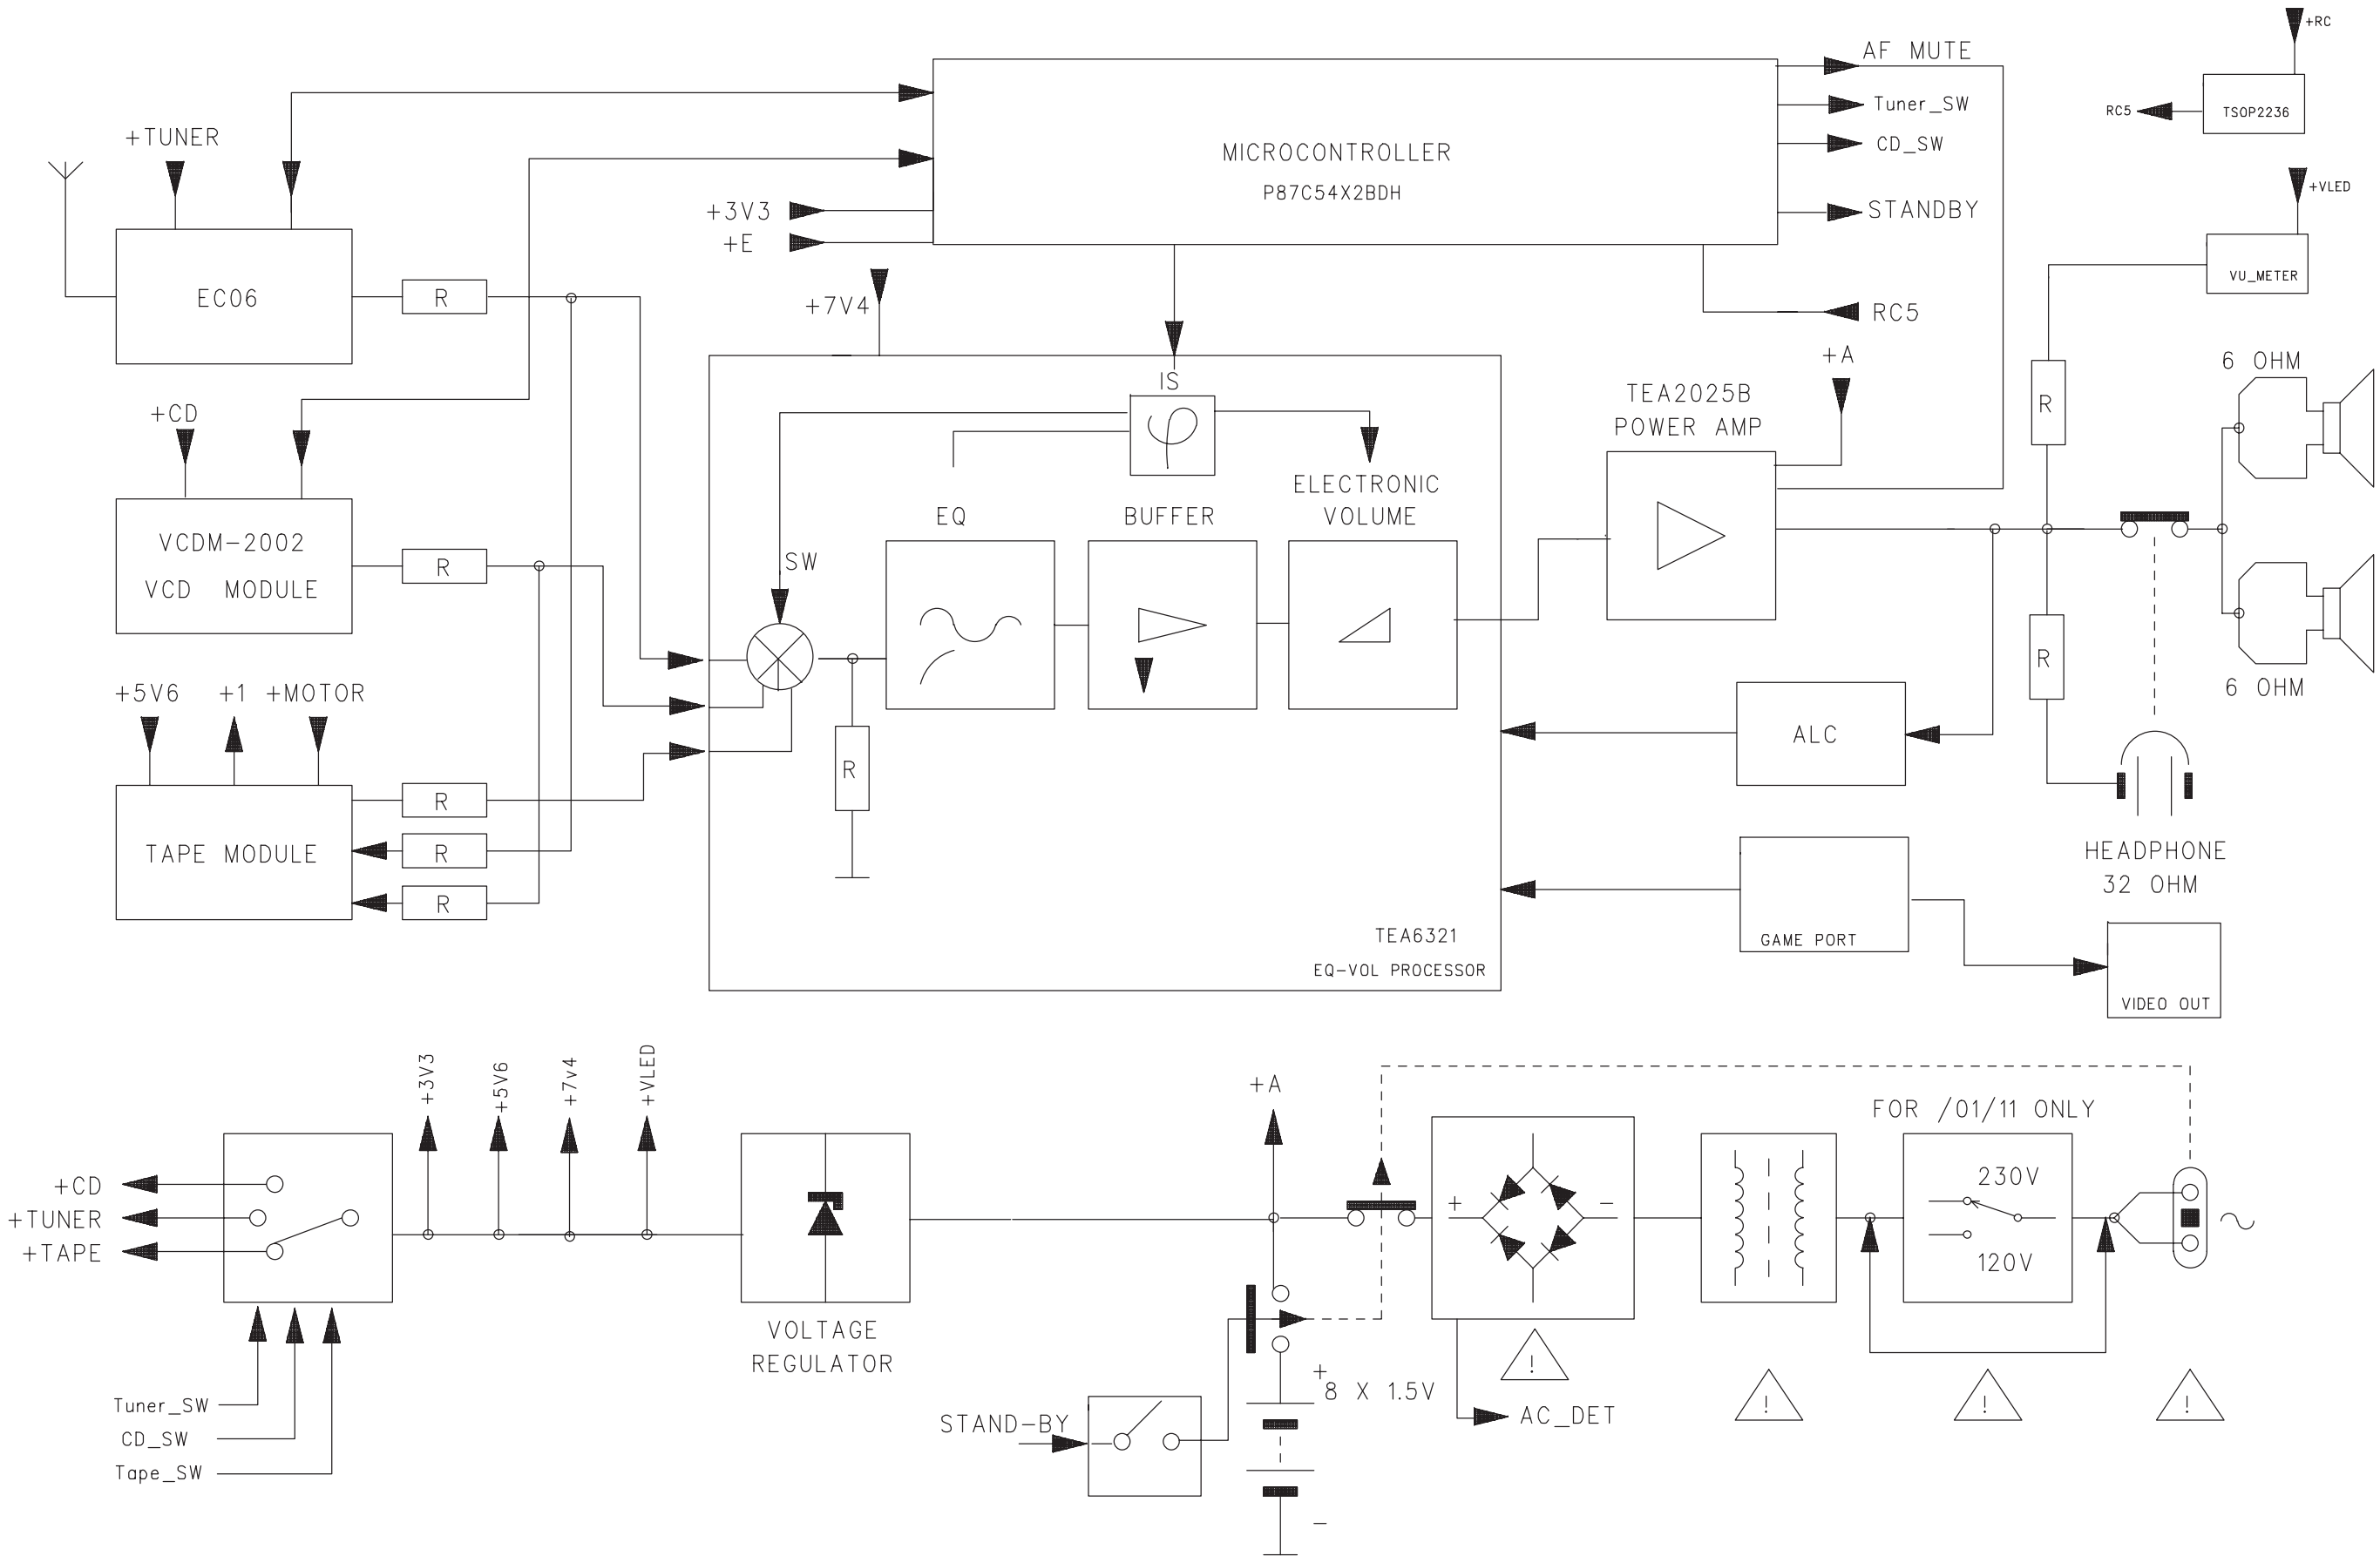 AF MUTE
+RC
Tuner_SW
RC5
TSOP2236
+TUNER
CD_SW
MICROCONTROLLER
P87C54X2BDH
+VLED
+3V3
STANDBY
+E
VU_METER
EC06
R
+7V4
RC5
+A
6 OHM
IS
TEA2025B
POWER AMP
R
+CD
ELECTRONIC
VOLUME
EQ
BUFFER
VCDM-2002
VCD MODULE
R
SW
R
6 OHM
+5V6
+1
+MOTOR
ALC
R
R
TAPE MODULE
R
R
HEADPHONE
32 OHM
TEA6321
EQ-VOL PROCESSOR
GAME PORT
VIDEO OUT
+3V3
+5V6
+7v4
+VLED
+A
FOR /01/11 ONLY
+CD
+TUNER
+TAPE
+
-
230V
120V
VOLTAGE
REGULATOR
!
+
8 X 1.5V
Tuner_SW
CD_SW
Tape_SW
STAND-BY
AC_DET
!
!
!
-